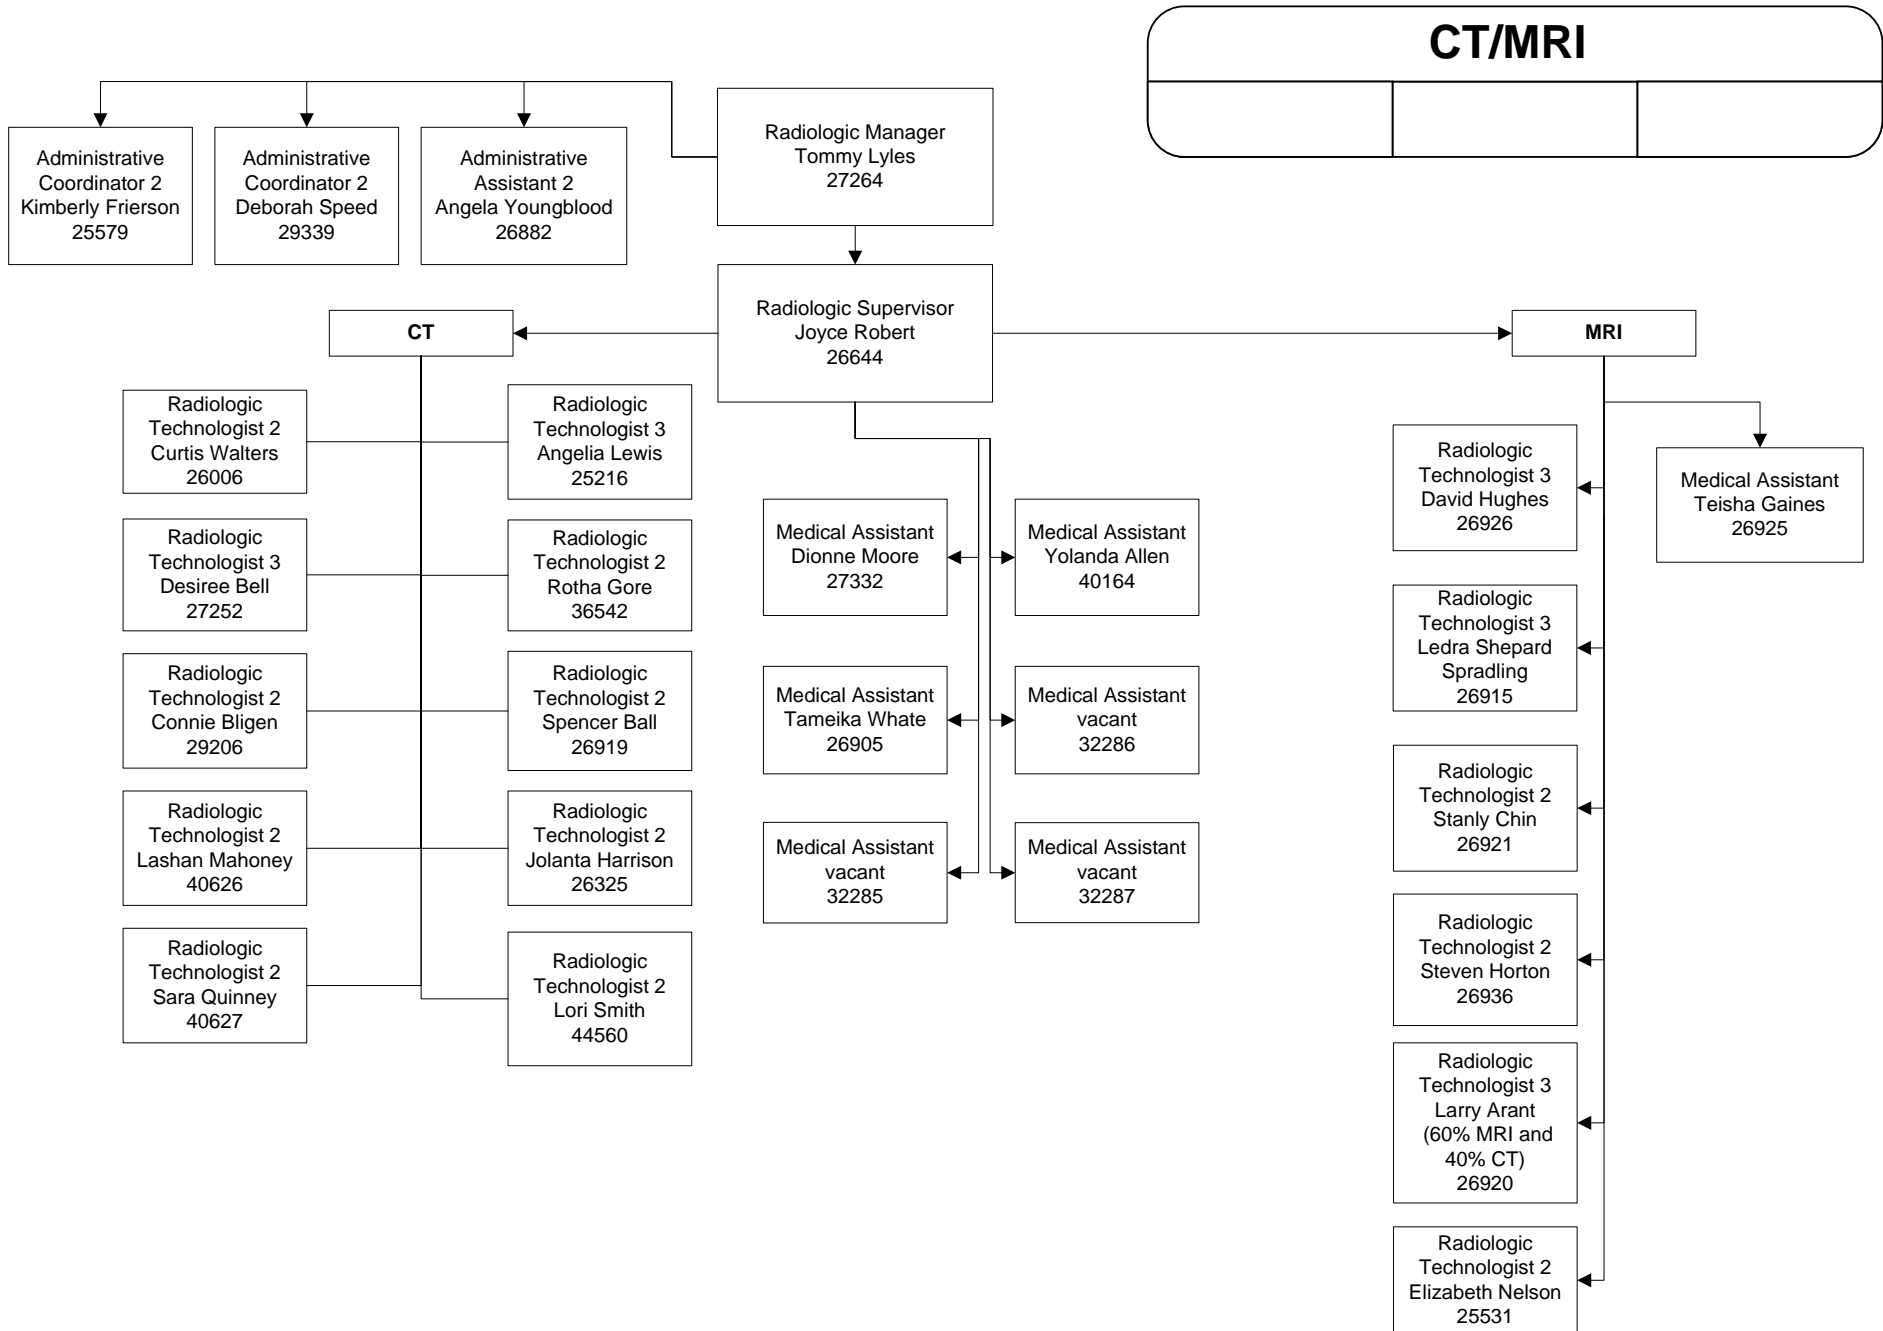 CT/MRI
Radiologic Manager
Tommy Lyles
27264
Administrative
Coordinator 2
Kimberly Frierson
25579
Administrative
Coordinator 2
Deborah Speed
29339
Administrative
Assistant 2
Angela Youngblood
26882
Radiologic Supervisor
Joyce Robert
26644
CT
Radiologic
Technologist 2
Curtis Walters
26006
Radiologic
Technologist 3
Angelia Lewis
25216
Radiologic
Technologist 3
Desiree Bell
27252
Radiologic
Technologist 2
Rotha Gore
36542
Radiologic
Technologist 2
Connie Bligen
29206
Radiologic
Technologist 2
Spencer Ball
26919
Radiologic
Technologist 2
Lashan Mahoney
40626
Radiologic
Technologist 2
Jolanta Harrison
26325
Radiologic
Technologist 2
Sara Quinney
40627
Radiologic
Technologist 2
Lori Smith
44560
Medical Assistant
Dionne Moore
27332
Medical Assistant
Yolanda Allen
40164
Medical Assistant
Tameika Whate
26905
Medical Assistant
vacant
32286
Medical Assistant
vacant
32285
Medical Assistant
vacant
32287
MRI
Radiologic
Technologist 3
David Hughes
26926
Medical Assistant
Teisha Gaines
26925
Radiologic
Technologist 3
Ledra Shepard
Spradling
26915
Radiologic
Technologist 2
Stanly Chin
26921
Radiologic
Technologist 2
Steven Horton
26936
Radiologic
Technologist 3
Larry Arant
(60% MRI and
40% CT)
26920
Radiologic
Technologist 2
Elizabeth Nelson
25531